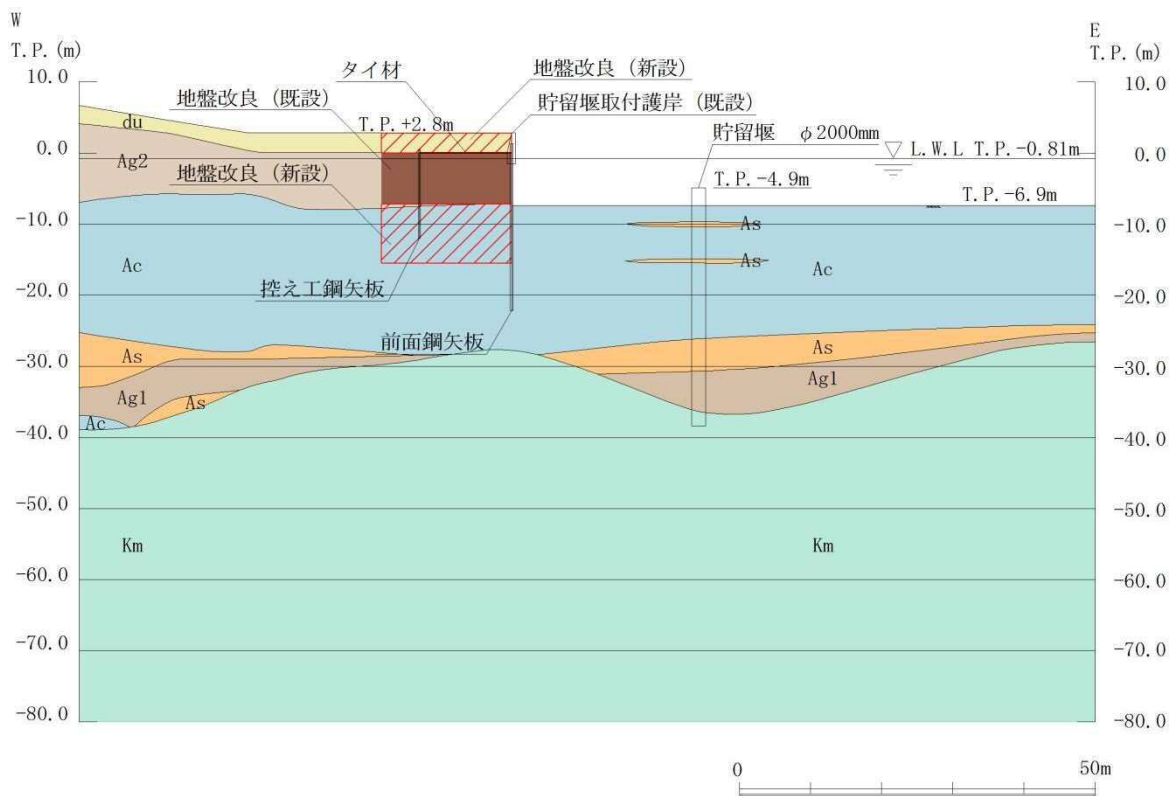 W
T.P.(m)
E
T.P.(m)
10.0
0.0
-10.0
-20.0
-30.0
-40.0
-50.0
-60.0
-70.0
-80.0
10.0
0.0
-10.0
-20.0
-30.0
-40.0
-50.0
-60.0
-70.0
-80.0
タイ材
地盤改良（新設）
地盤改良（既設）
貯留堰取付護岸（既設）
T.P.+2.8m
貯留堰 φ2000mm
L.W.L T.P.-0.81m
地盤改良（新設）
T.P.-4.9m
T.P.-6.9m
du
Ag2
As
Ac
As
Ac
控え工鋼矢板
前面鋼矢板
As
As
Ag1
As
Ag1
Ac
Km
Km
0
50m